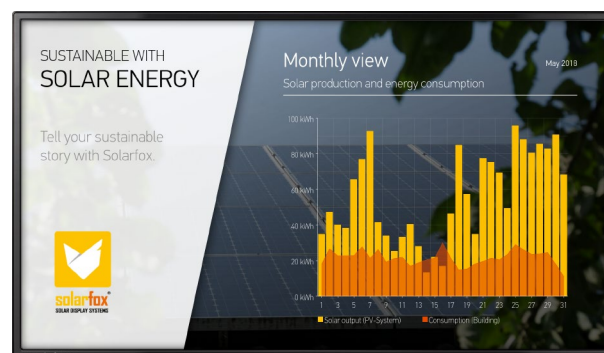 SUSTAINABLE WITH
SOLAR ENERGY
Tell your sustainable
story with Solarfox.
solarfox®
SOLAR DISPLAY SYSTEMS
Monthly view
May 2018
Solar production and energy consumption
100 kWh
80 kWh
60 kWh
40 kWh
20 kWh
0 kWh
1 3 5 7 9 11 13 15 17 19 21 23 25 27 29 31
Solar output (PV-System) Consumption (Building)